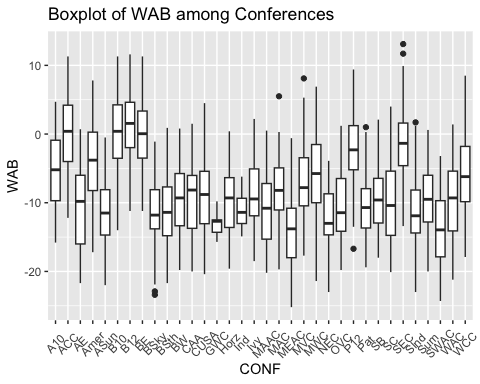 Boxplot of WAB among Conferences
WAB
10
0
-10
-20
A10
ACC
AE
Amer
ASun
B10
B12
BE
BSky
BSth
BW
CAA
CUSA
GWC
Horz
Ind
Ivy
MAAC
MAC
MEAC
MVC
MWC
NEC
OVC
P12
Pat
SB
SC
SEC
Slnd
Sum
SWAC
WAC
WCC
CONF